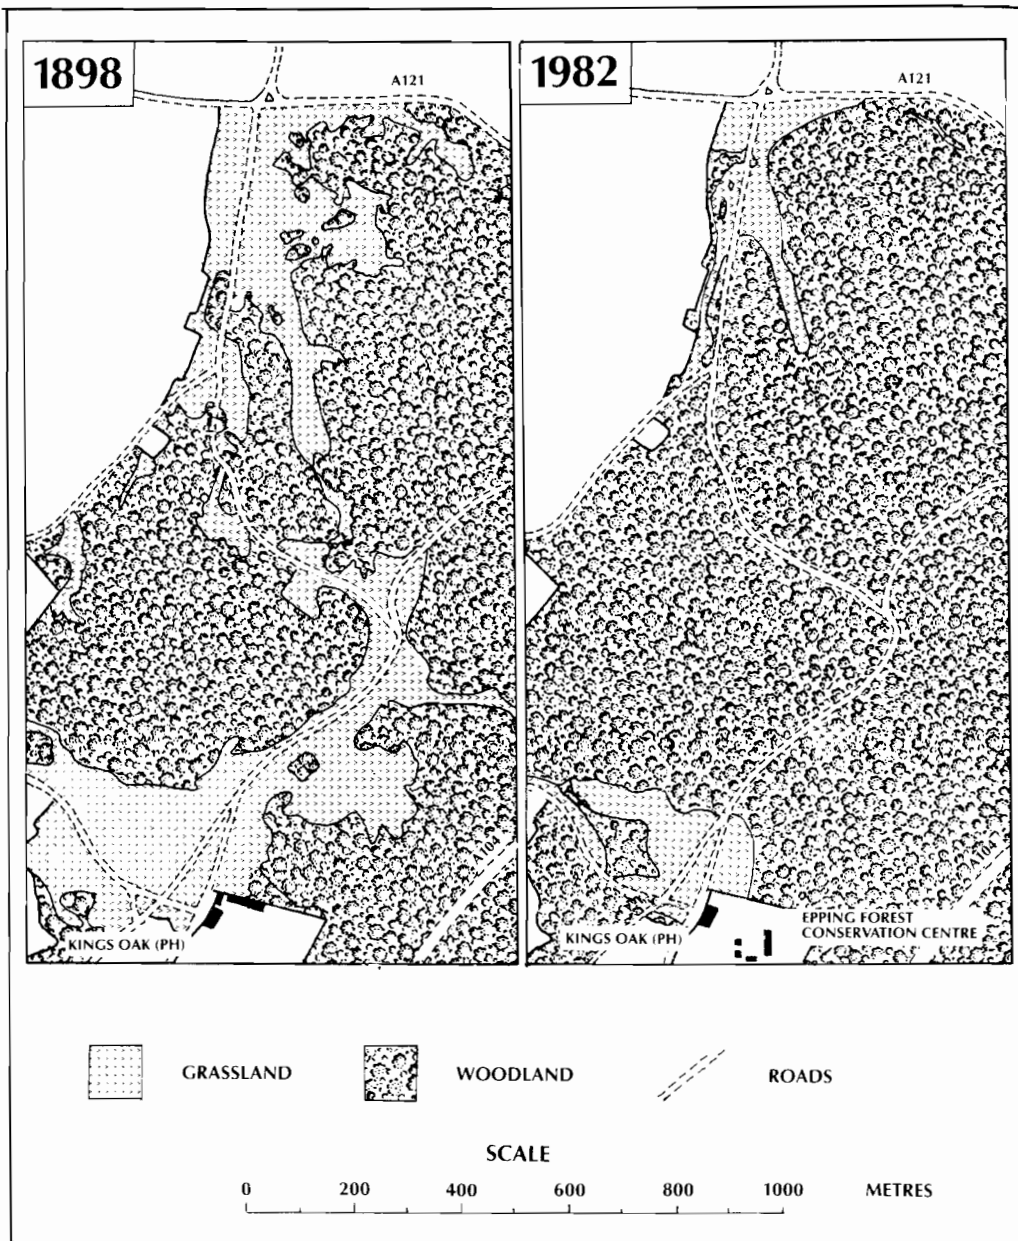 1898
A121
A104
KINGS OAK (PH)
1982
A121
A104
KINGS OAK (PH)
EPPING FOREST
CONSERVATION CENTRE
GRASSLAND
WOODLAND
ROADS
SCALE
0 200 400 600 800 1000 METRES